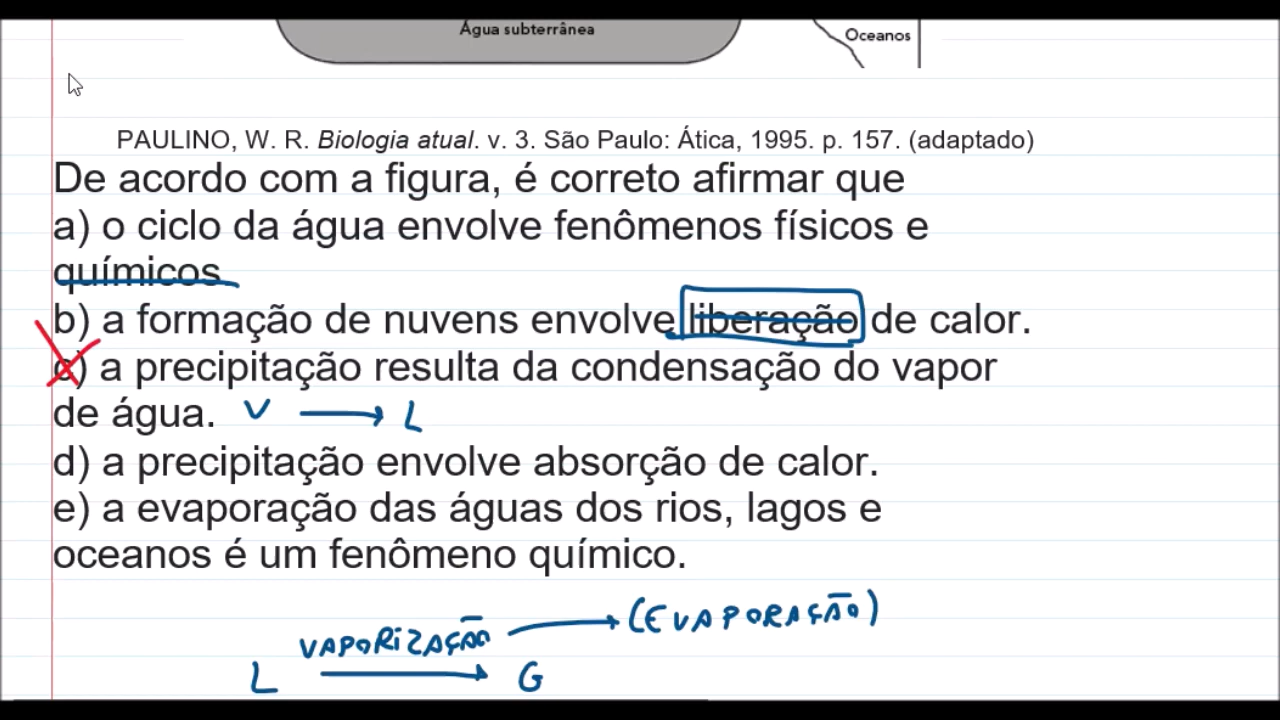 Água subterrânea
Oceanos
PAULINO, W. R. Biologia atual. v. 3. São Paulo: Ática, 1995. p. 157. (adaptado)
De acordo com a figura, é correto afirmar que
a) o ciclo da água envolve fenômenos físicos e
químicos.
b) a formação de nuvens envolve liberação de calor.
c) a precipitação resulta da condensação do vapor
de água. V → L
d) a precipitação envolve absorção de calor.
e) a evaporação das águas dos rios, lagos e
oceanos é um fenômeno químico.
VAPORIZAÇÃO → (EVAPORAÇÃO)
L → G